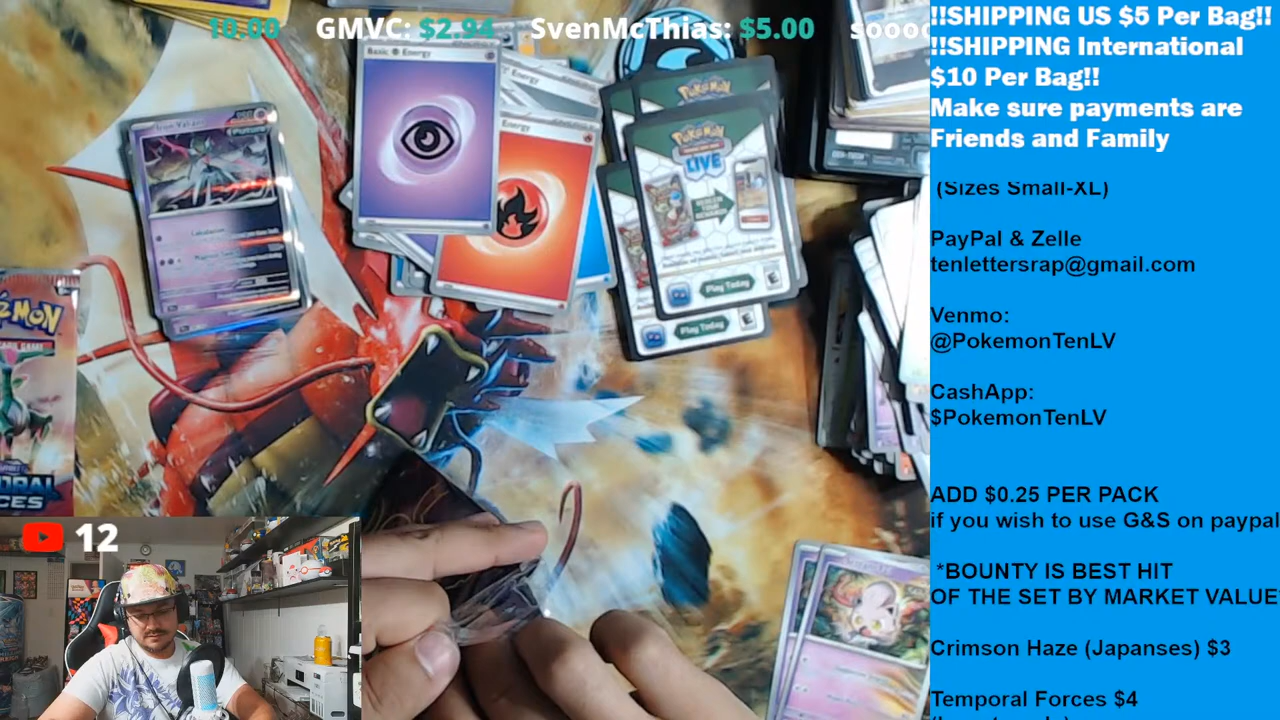 10.00 GMVC: $2.94 SvenMcThias: $5.00 soooo
!!SHIPPING US $5 Per Bag!!
!!SHIPPING International
$10 Per Bag!!
Make sure payments are
Friends and Family
(Sizes Small-XL)
PayPal & Zelle
tenlettersrap@gmail.com
Venmo:
@PokemonTenLV
CashApp:
$PokemonTenLV
ADD $0.25 PER PACK
if you wish to use G&S on paypal
*BOUNTY IS BEST HIT
OF THE SET BY MARKET VALUE
Crimson Haze (Japanses) $3
Temporal Forces $4
Basic Energy
Energy
Energy
Iron Valiant
POKÉMON
LIVE
Play Today
Play Today
12